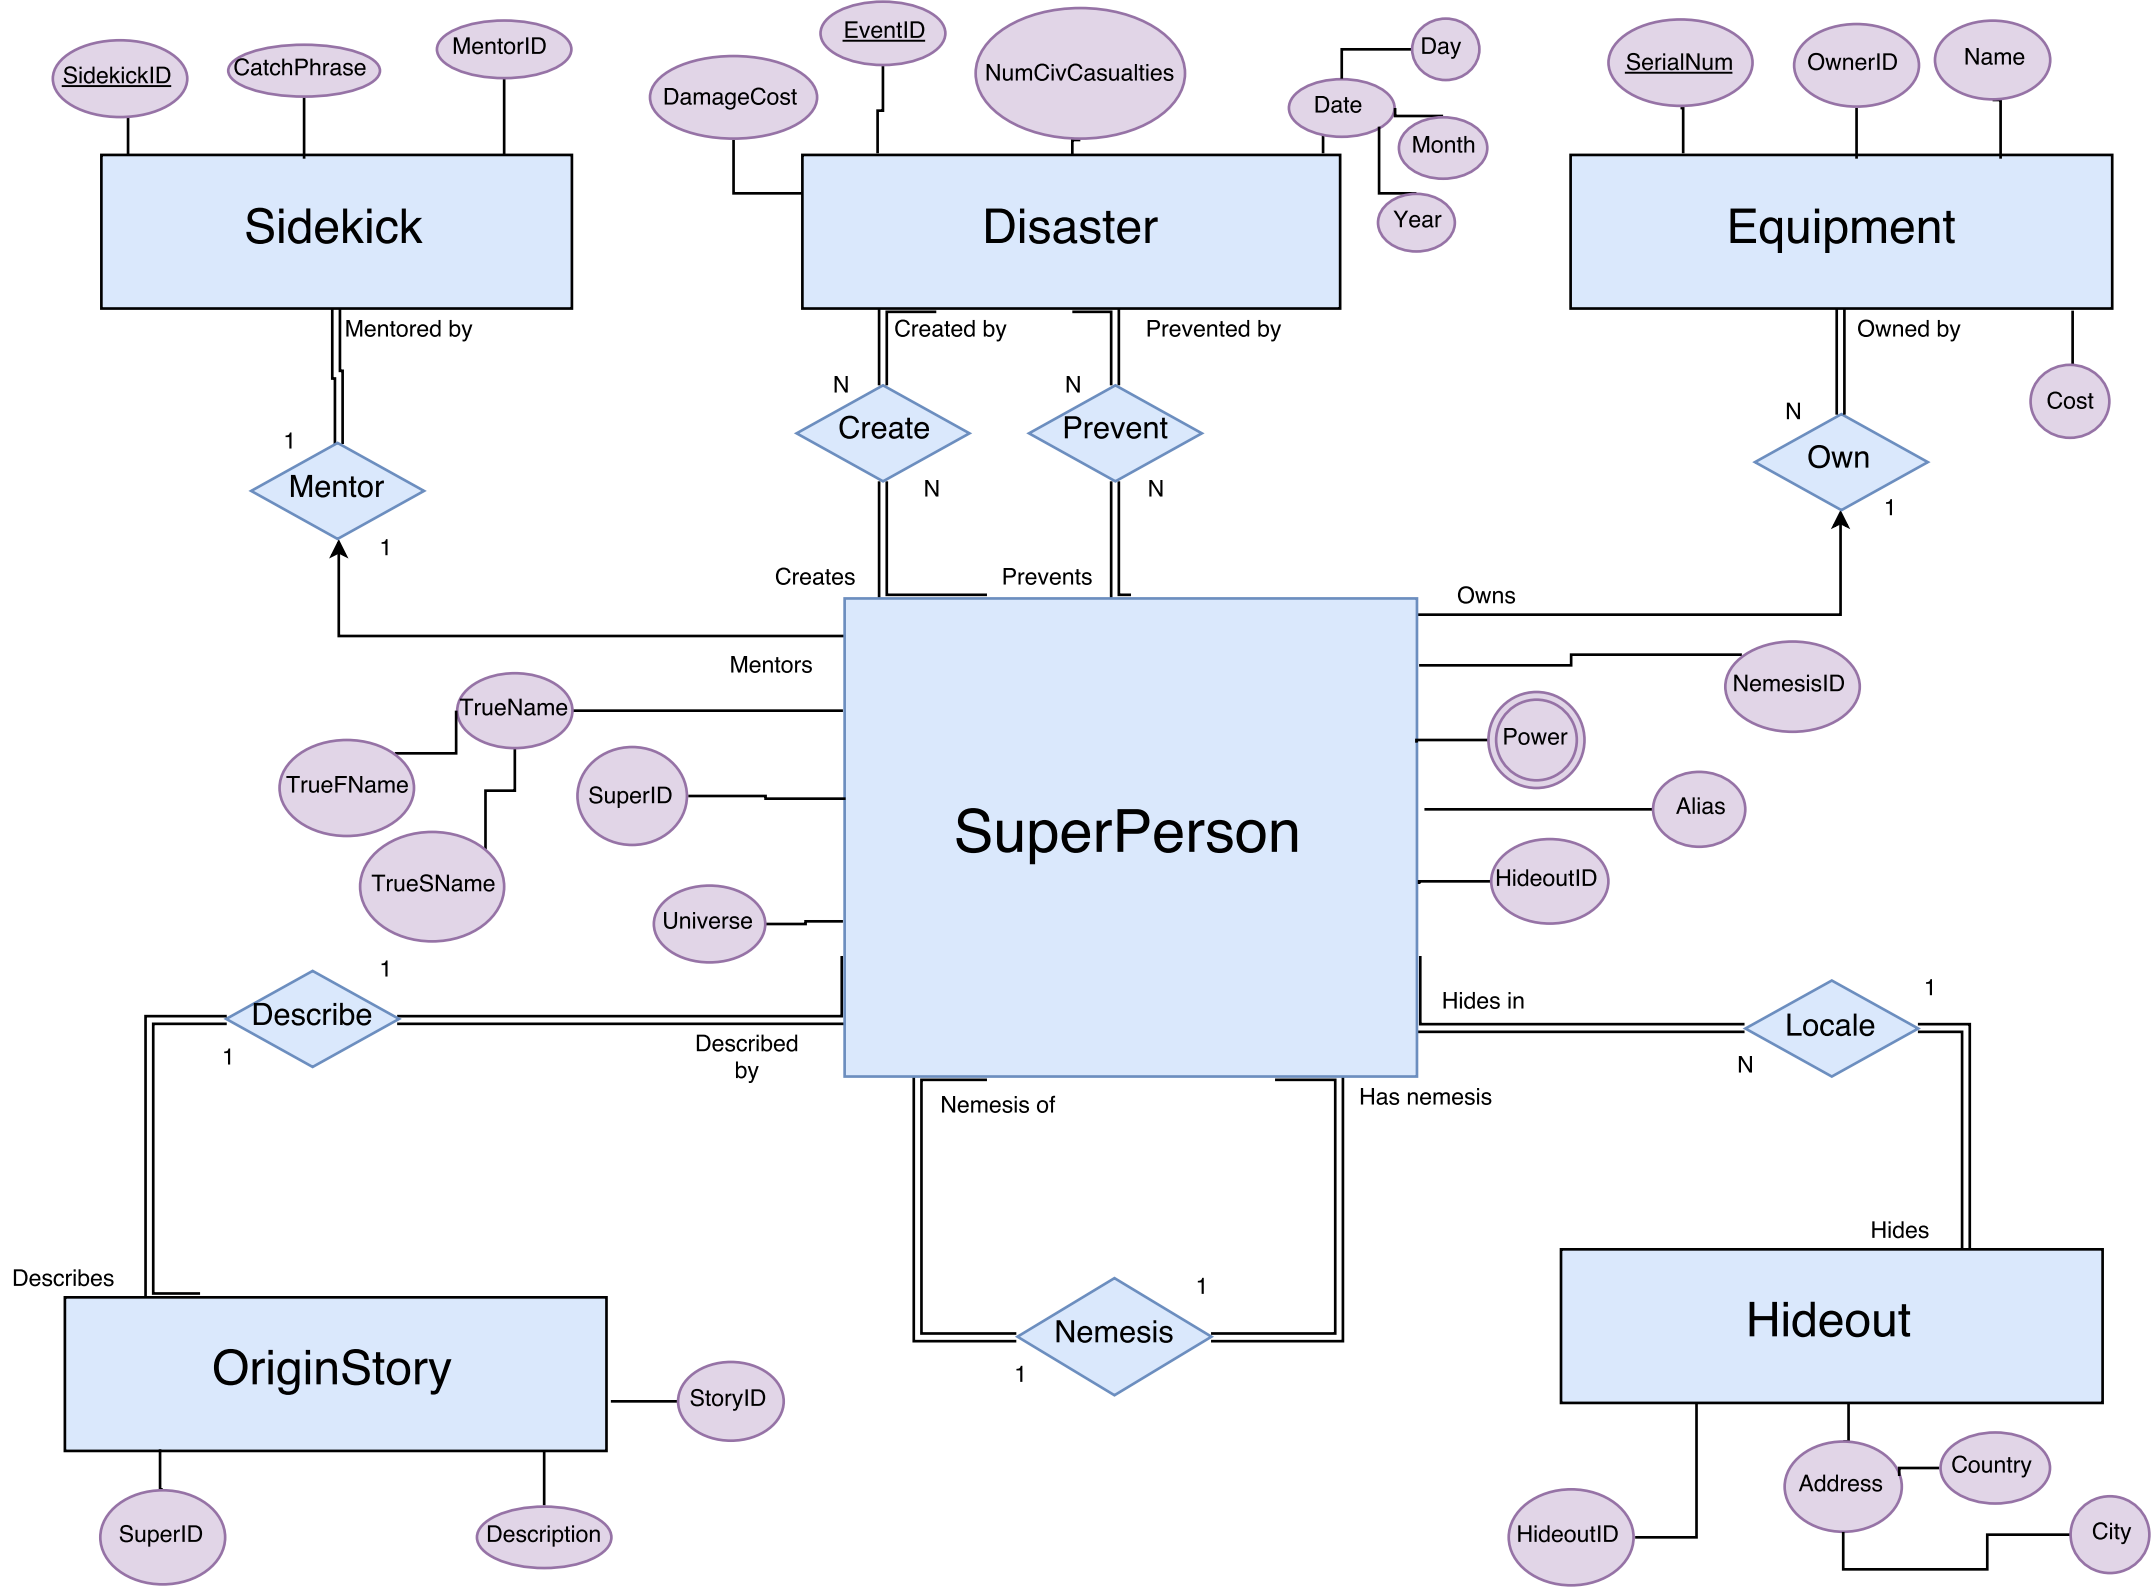 SidekickID
CatchPhrase
MentorID
DamageCost
EventID
NumCivCasualties
Day
Date
Month
Year
SerialNum
OwnerID
Name
Sidekick
Disaster
Equipment
Mentored by
Created by
Prevented by
Owned by
N
N
N
Cost
1
Create
Prevent
Own
Mentor
N
N
1
1
Creates
Prevents
Owns
Mentors
NemesisID
TrueName
Power
TrueFName
SuperID
Alias
SuperPerson
TrueSName
HideoutID
Universe
1
Describe
1
Described
by
Hides in
1
Locale
N
Nemesis of
Has nemesis
Describes
Hides
1
Nemesis
1
OriginStory
Hideout
StoryID
SuperID
Description
HideoutID
Address
Country
City